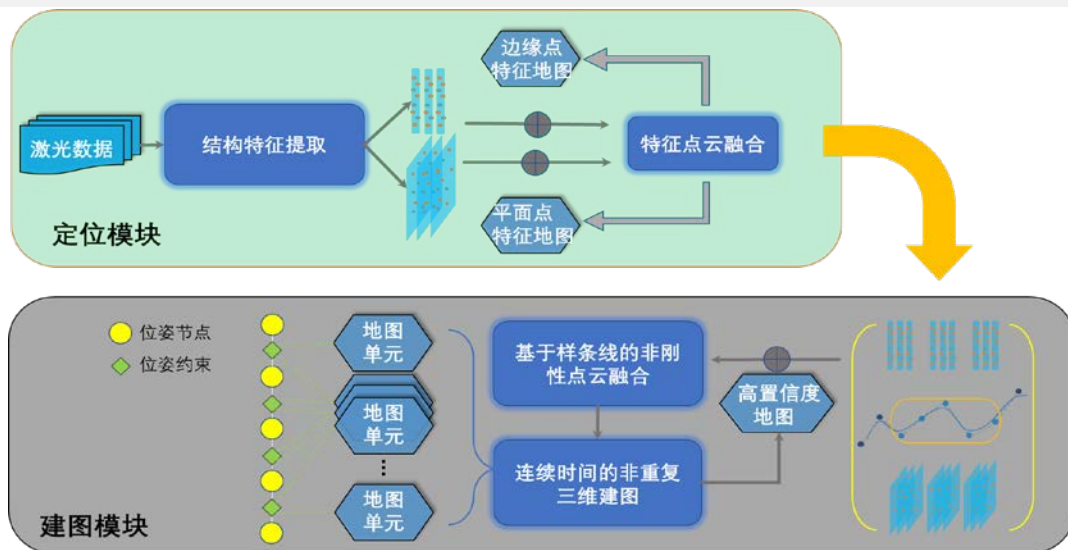 边缘点
特征地图
激光数据
结构特征提取
特征点云融合
平面点
特征地图
定位模块
位姿节点
位姿约束
地图
单元
地图
单元
⋮
地图
单元
基于样条线的非刚
性点云融合
高置信度
地图
连续时间的非重复
三维建图
建图模块